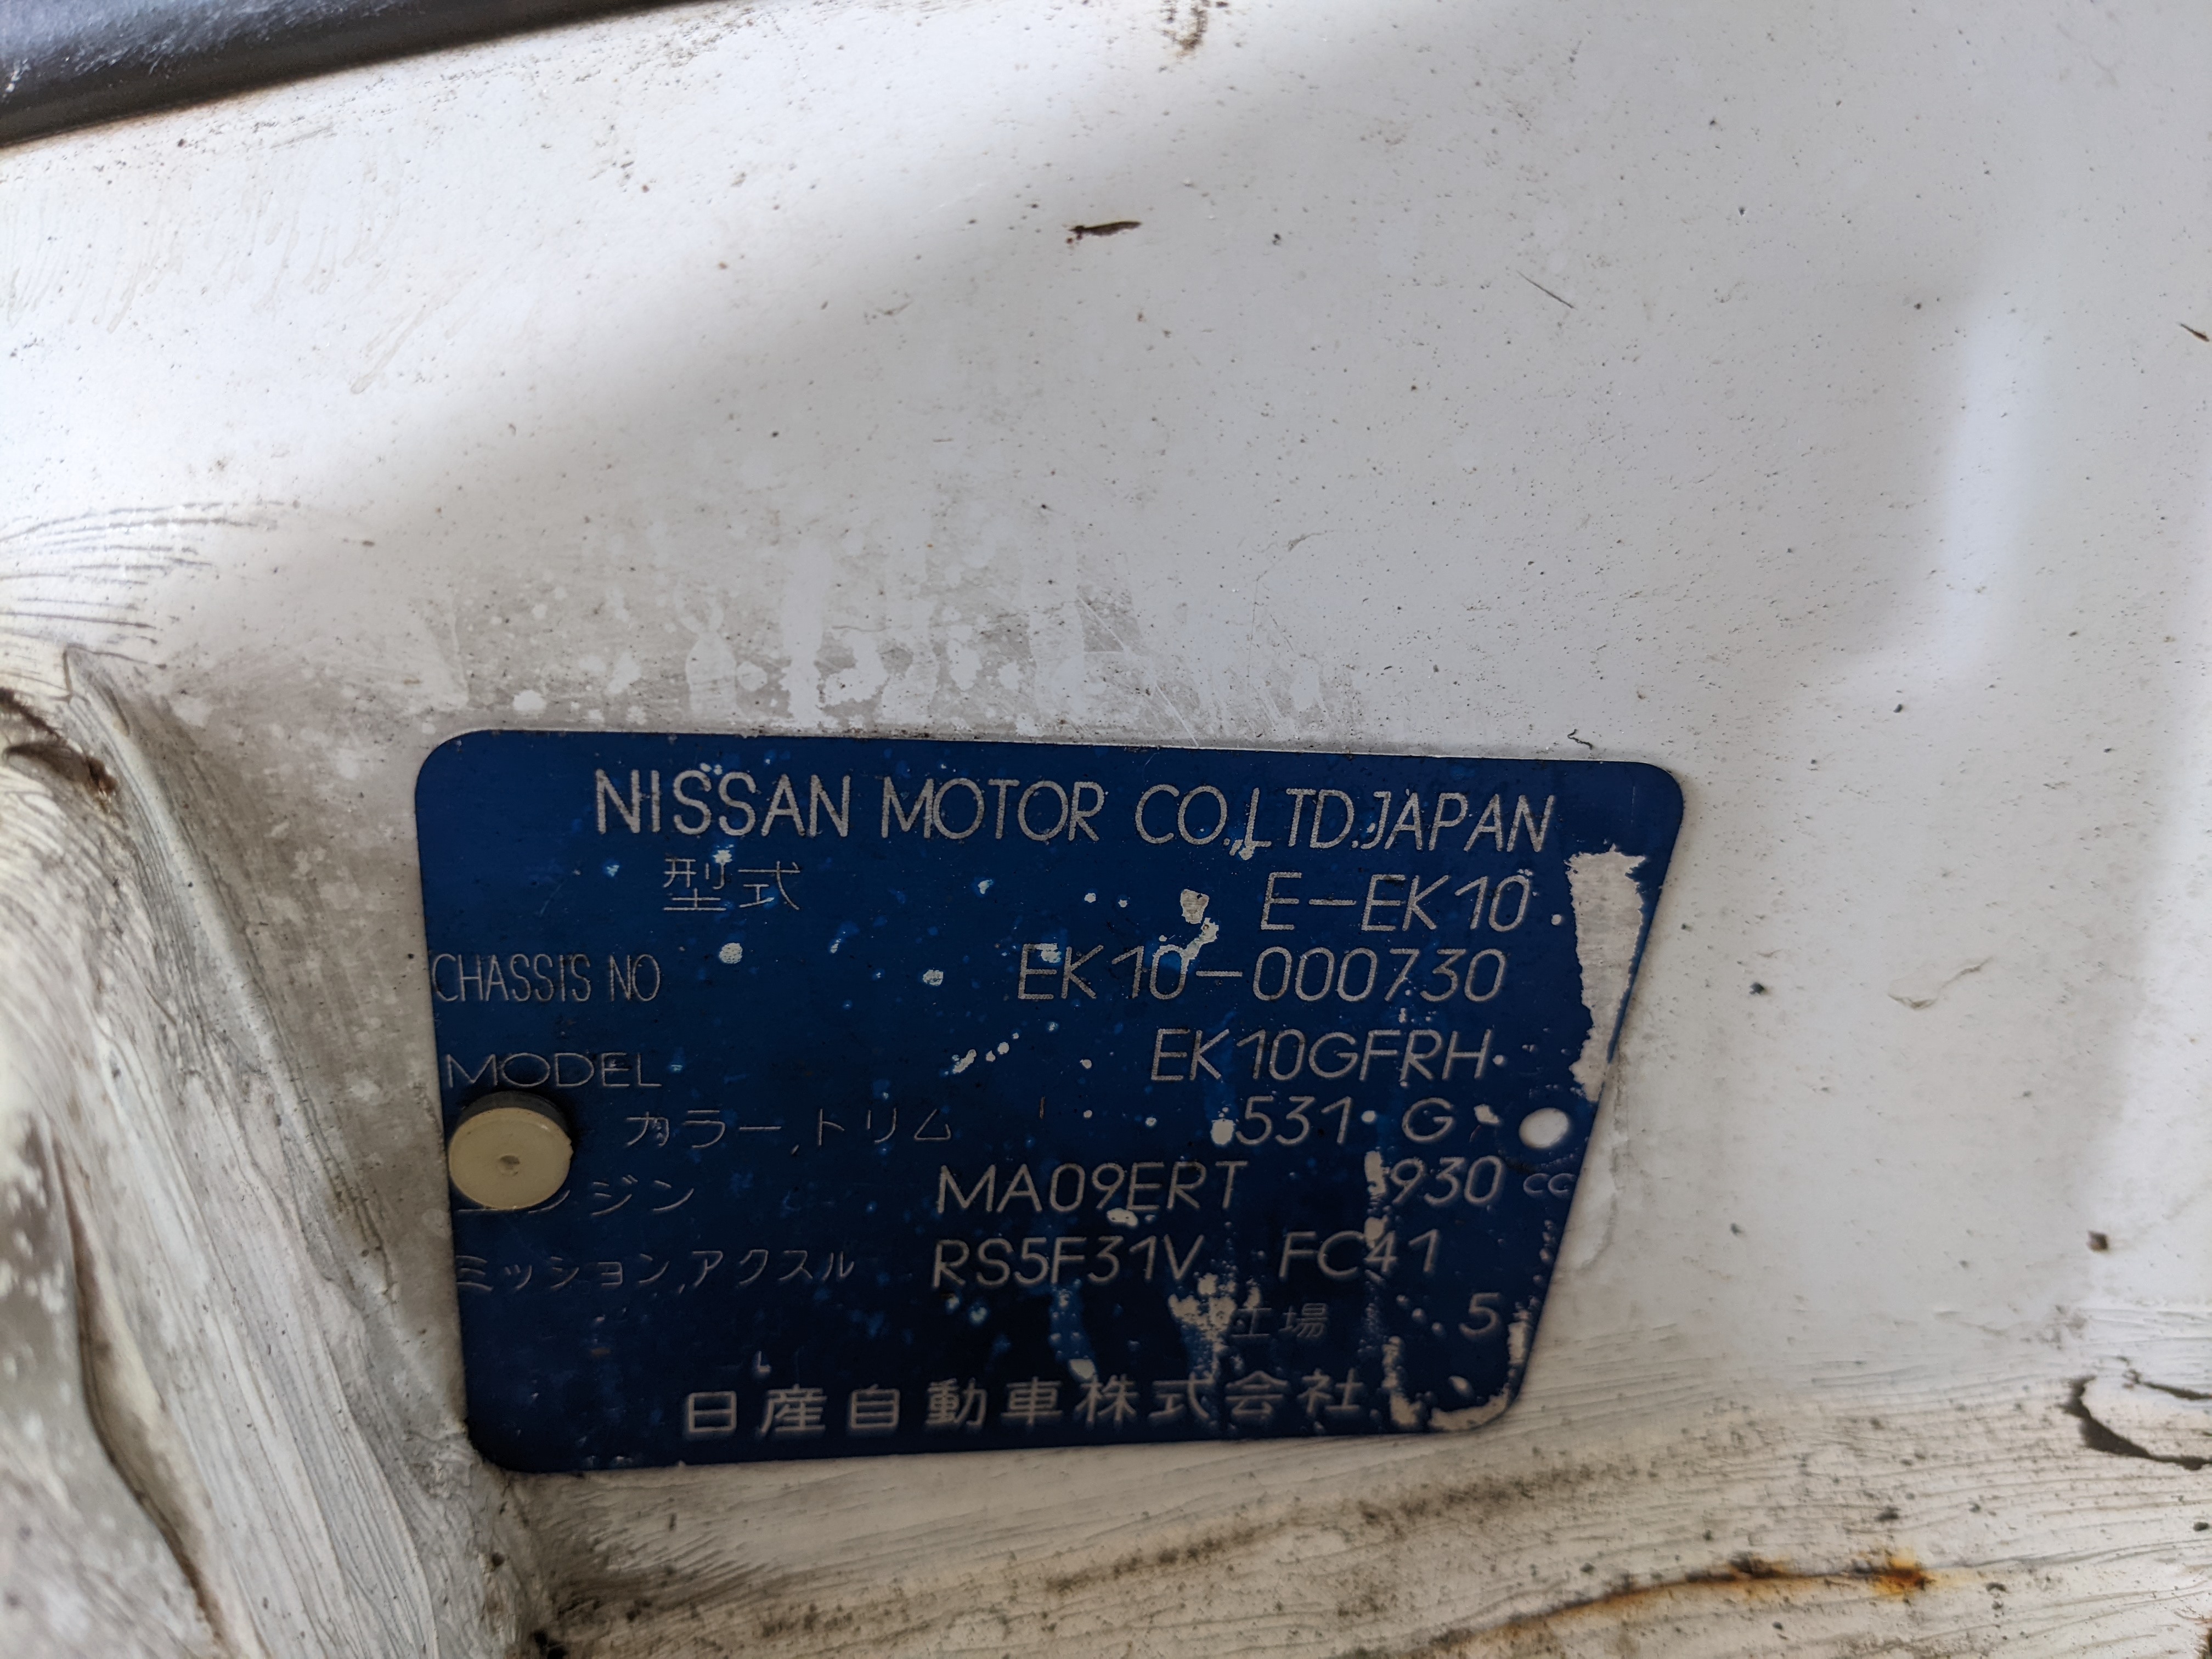 NISSAN MOTOR CO.,LTD.JAPAN
型式 E-EK10
CHASSIS NO EK10-000730
MODEL EK10GFRH
カラー,トリム 531 G
エンジン MA09ERT 930 CC
ミッション,アクスル RS5F31V FC41
工場 5
日産自動車株式会社